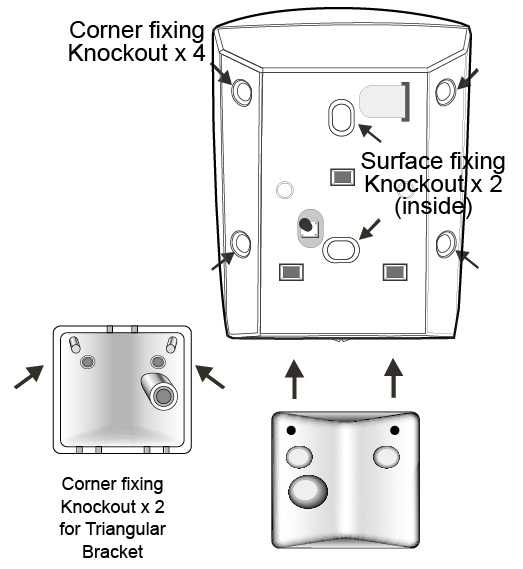 Corner fixing
Knockout x 4
Surface fixing
Knockout x 2
(inside)
Corner fixing
Knockout x 2
for Triangular
Bracket